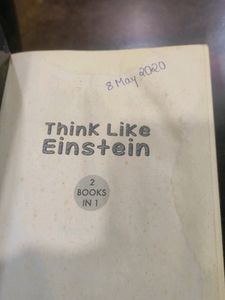 8 May 2020
Think Like
Einstein
2
BOOKS
IN 1